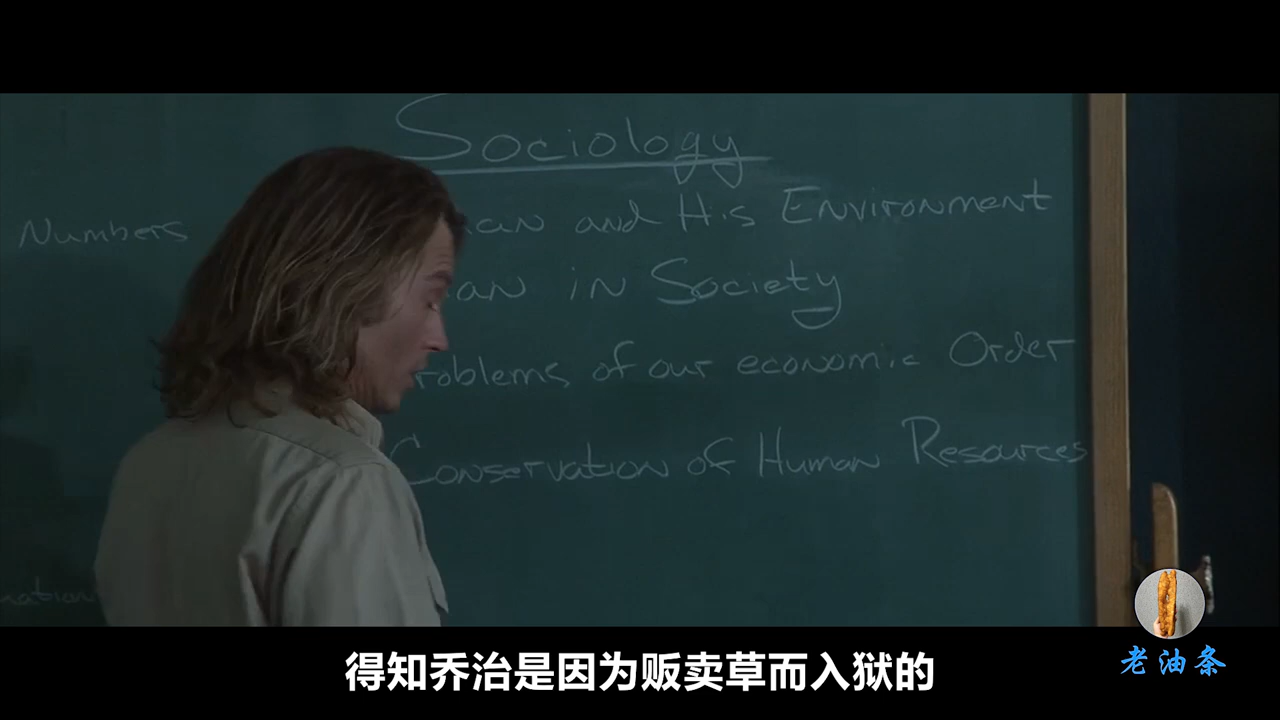 Sociology
Numbers
and His Environment
in Society
of our economic Order
Conservation of Human Resources
得知乔治是因为贩卖草而入狱的
老油条